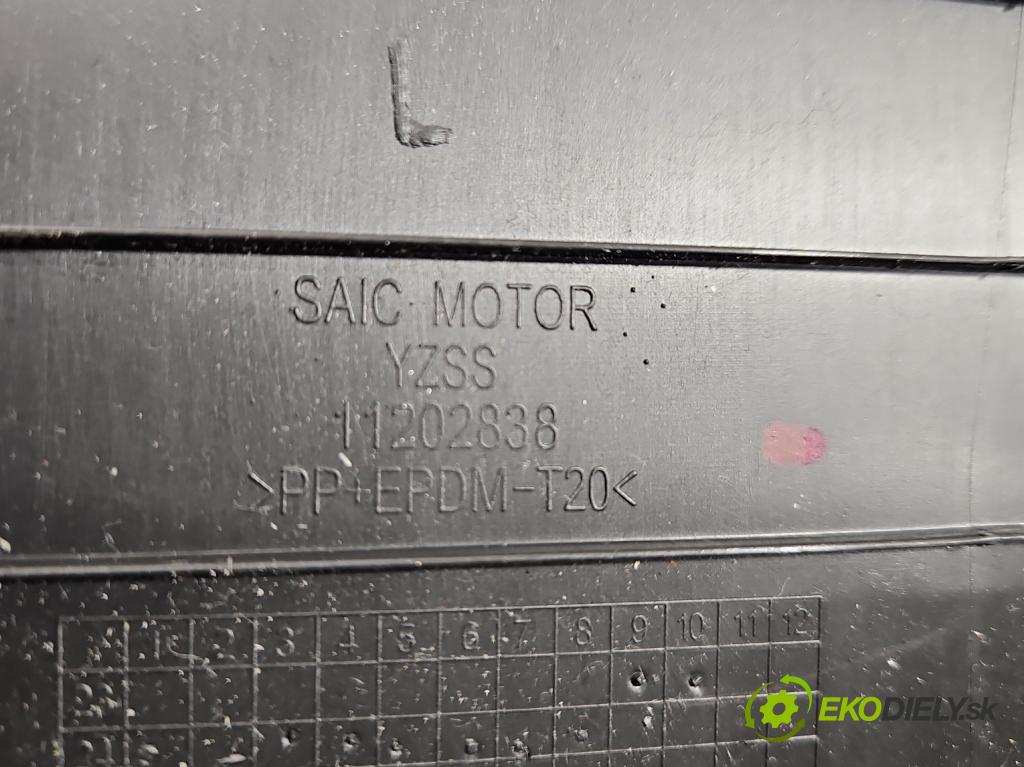 L
SAIC MOTOR
YZSS
11202838
>PP+EPDM-T20<
1 2 3 4 5 6 7 8 9 10 11 12
EKODIELY.sk